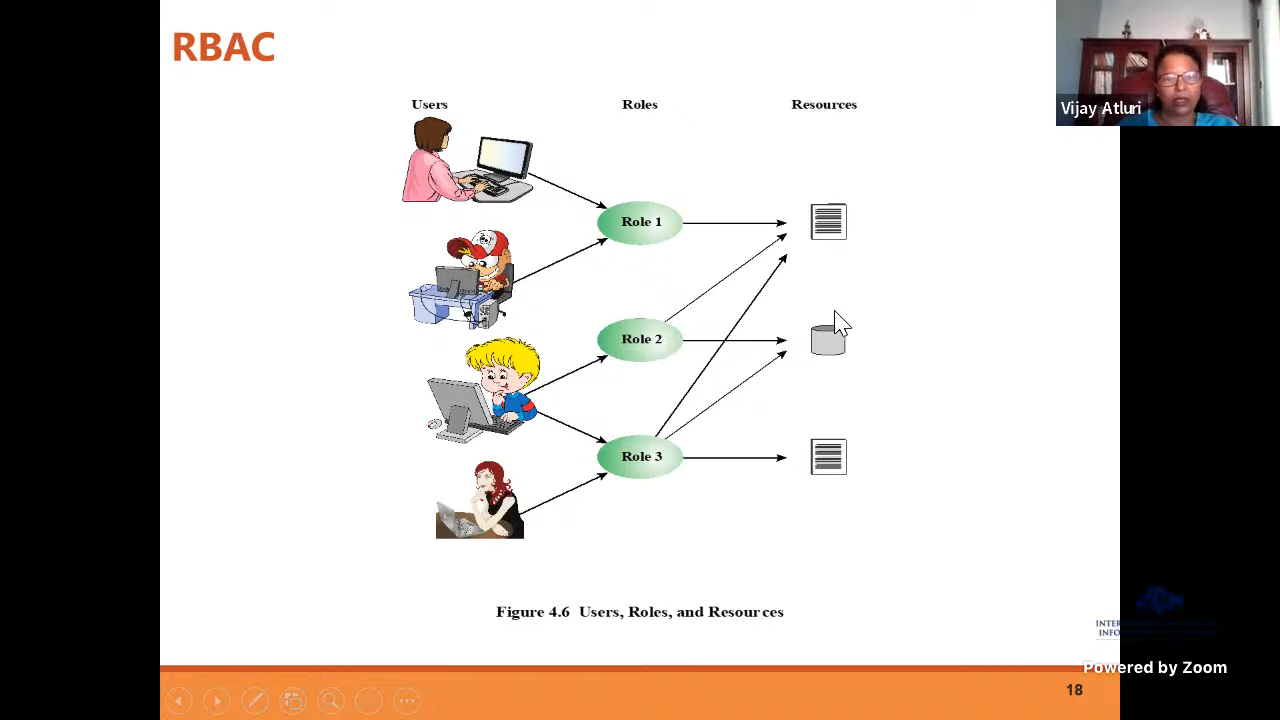 RBAC
Users Roles Resources
Vijay Atluri
Role 1
Role 2
Role 3
Figure 4.6 Users, Roles, and Resources
Powered by Zoom
18